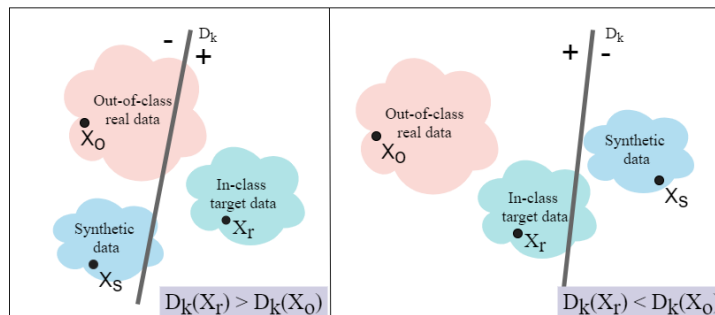 - D_k
+
Out-of-class
real data
X_o
In-class
target data
X_r
Synthetic
data
X_s
D_k(X_r) > D_k(X_o)
D_k
+ -
Out-of-class
real data
X_o
Synthetic
data
X_s
In-class
target data
X_r
D_k(X_r) < D_k(X_o)